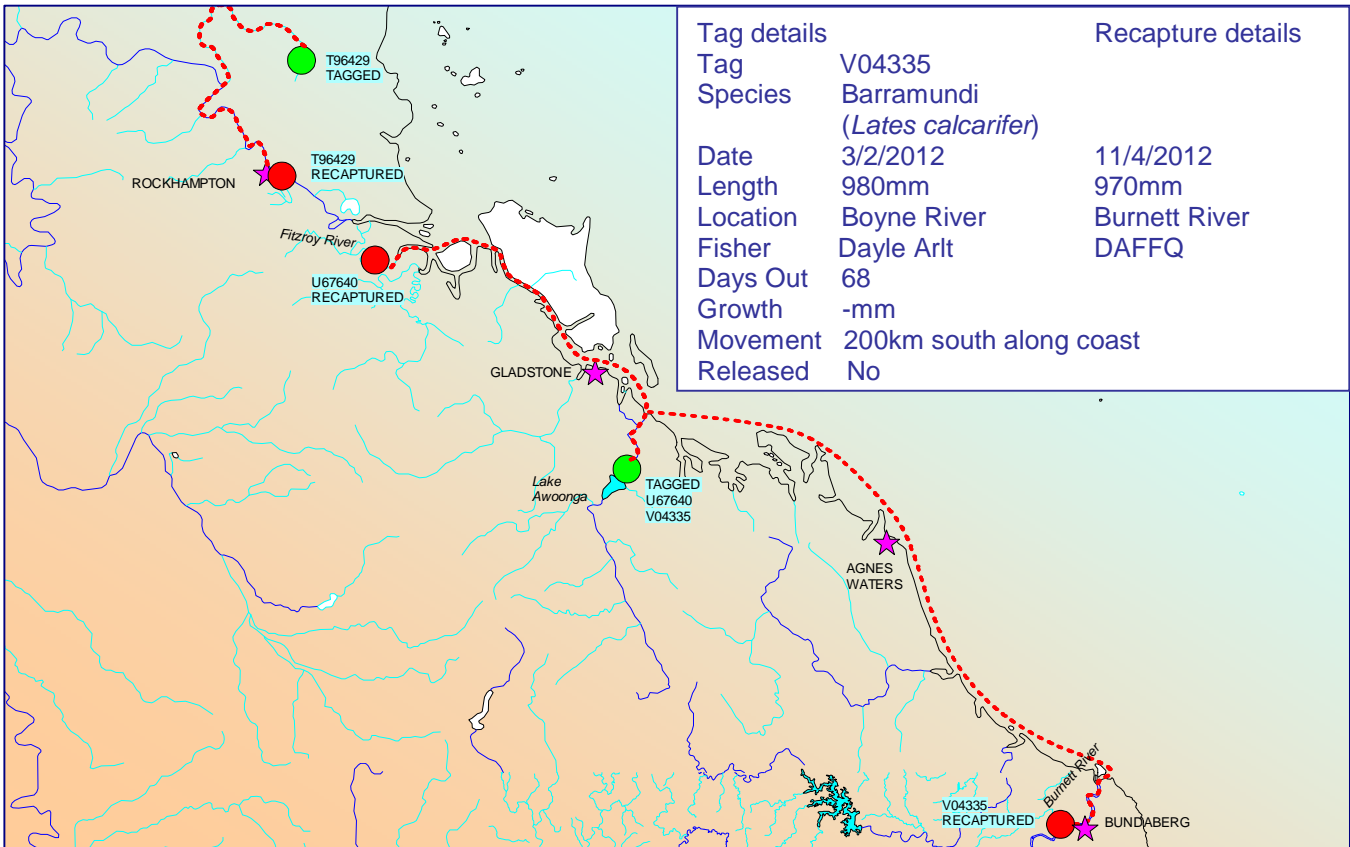 Tag details Recapture details
Tag V04335
Species Barramundi
(Lates calcarifer)
Date 3/2/2012 11/4/2012
Length 980mm 970mm
Location Boyne River Burnett River
Fisher Dayle Arlt DAFFQ
Days Out 68
Growth -mm
Movement 200km south along coast
Released No
T96429
TAGGED
T96429
RECAPTURED
ROCKHAMPTON
Fitzroy River
U67640
RECAPTURED
GLADSTONE
Lake
Awoonga
TAGGED
U67640
V04335
AGNES
WATERS
Burnett River
V04335
RECAPTURED
BUNDABERG